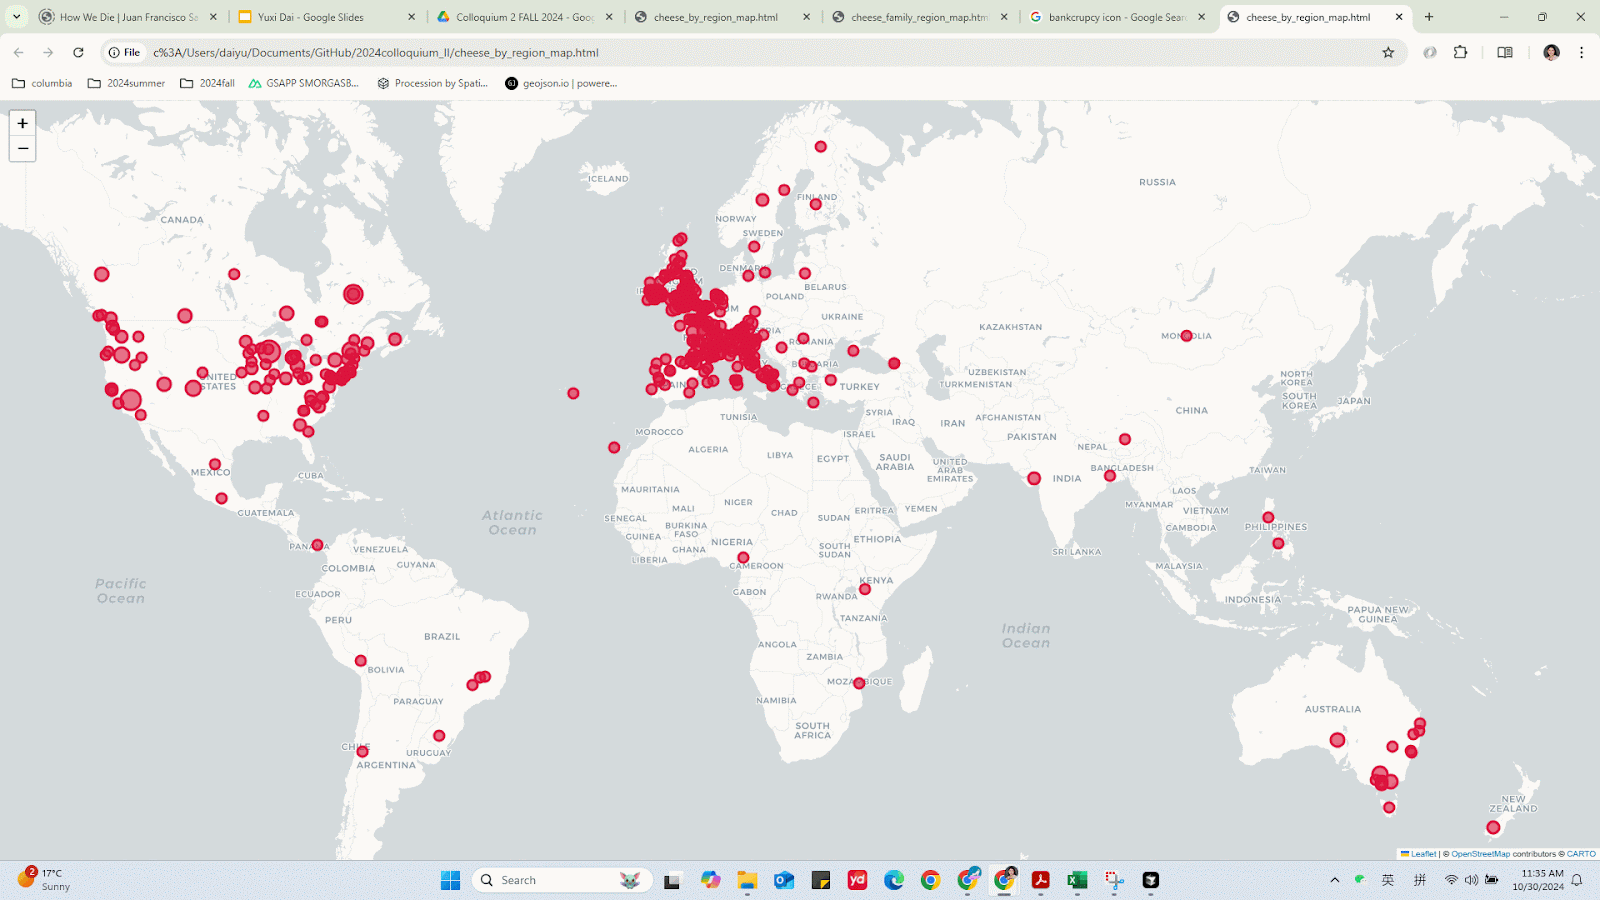 How We Die | Juan Francisco Sa
Yuxi Dai - Google Slides
Colloquium 2 FALL 2024 - Goo
cheese_by_region_map.html
cheese_family_region_map.htm
bankcrupcy icon - Google Sear
cheese_by_region_map.html
File
c%3A/Users/daiyu/Documents/GitHub/2024colloquium_II/cheese_by_region_map.html
columbia
2024summer
2024fall
GSAPP SMORGASB...
Procession by Spati...
geojson.io | powere...
+
−
ICELAND
RUSSIA
FINLAND
NORWAY
CANADA
SWEDEN
DENMARK
BELARUS
POLAND
UKRAINE
KAZAKHSTAN
MONGOLIA
ROMANIA
BULGARIA
UNITED STATES
UZBEKISTAN
TURKMENISTAN
TURKEY
GREECE
NORTH KOREA
SOUTH KOREA
JAPAN
CHINA
SYRIA
IRAQ
IRAN
AFGHANISTAN
TUNISIA
MOROCCO
ISRAEL
PAKISTAN
NEPAL
ALGERIA
LIBYA
EGYPT
SAUDI ARABIA
UNITED ARAB EMIRATES
BANGLADESH
TAIWAN
MEXICO
CUBA
INDIA
MAURITANIA
LAOS
MYANMAR
VIETNAM
GUATEMALA
Atlantic Ocean
MALI
NIGER
CHAD
SUDAN
ERITREA
YEMEN
SENEGAL
BURKINA FASO
CAMBODIA
PHILIPPINES
GUINEA
GHANA
NIGERIA
SOUTH SUDAN
ETHIOPIA
PANAMA
VENEZUELA
LIBERIA
CAMEROON
SRI LANKA
COLOMBIA
GUYANA
MALAYSIA
Pacific Ocean
ECUADOR
GABON
RWANDA
KENYA
INDONESIA
PERU
TANZANIA
PAPUA NEW GUINEA
BRAZIL
Indian Ocean
ANGOLA
ZAMBIA
BOLIVIA
MOZAMBIQUE
PARAGUAY
NAMIBIA
AUSTRALIA
SOUTH AFRICA
CHILE
URUGUAY
ARGENTINA
NEW ZEALAND
Leaflet | © OpenStreetMap contributors © CARTO
2
17°C
Sunny
Search
yd
英
拼
11:35 AM
10/30/2024